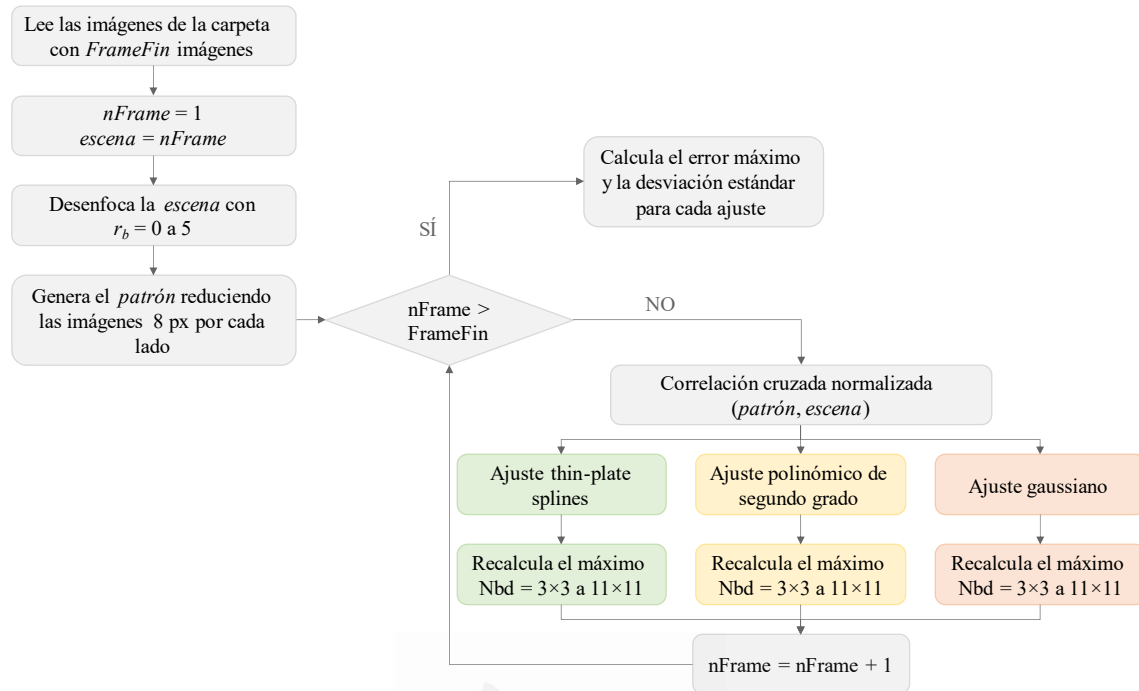 Lee las imágenes de la carpeta
con FrameFin imágenes
nFrame = 1
escena = nFrame
Desenfoca la escena con
r_b = 0 a 5
Genera el patrón reduciendo
las imágenes 8 px por cada
lado
nFrame >
FrameFin
SÍ
Calcula el error máximo
y la desviación estándar
para cada ajuste
NO
Correlación cruzada normalizada
(patrón, escena)
Ajuste thin-plate
splines
Recalcula el máximo
Nbd = 3×3 a 11×11
Ajuste polinómico de
segundo grado
Recalcula el máximo
Nbd = 3×3 a 11×11
Ajuste gaussiano
Recalcula el máximo
Nbd = 3×3 a 11×11
nFrame = nFrame + 1